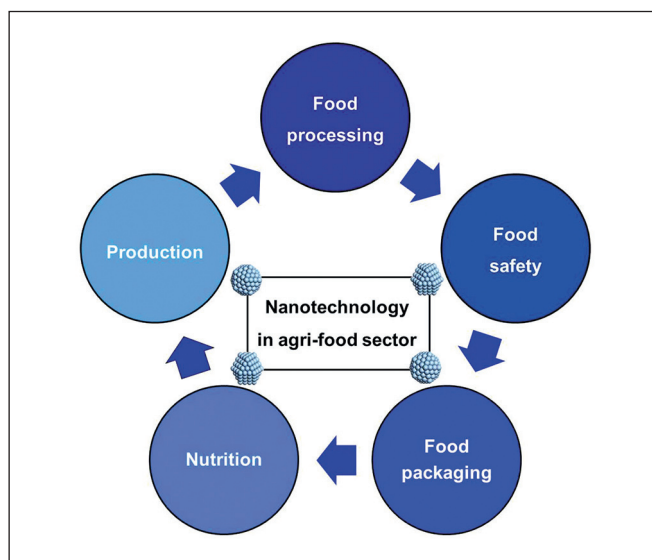 Food
processing
Production
Food
safety
Nanotechnology
in agri-food sector
Nutrition
Food
packaging